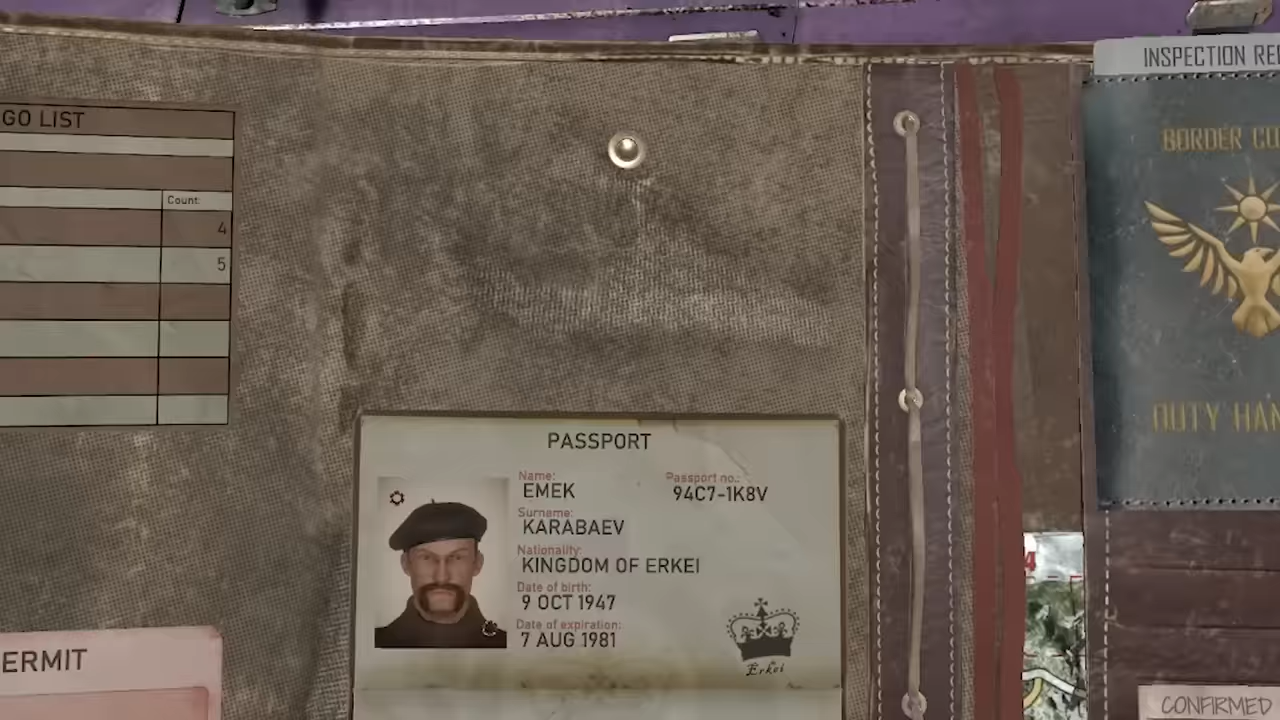 GO LIST
Count:
4
5
ERMIT
PASSPORT
Name:
EMEK
Passport no.:
94C7-1K8V
Surname:
KARABAEV
Nationality:
KINGDOM OF ERKEI
Date of birth:
9 OCT 1947
Date of expiration:
7 AUG 1981
Erkei
INSPECTION RE
BORDER CO
DUTY HAN
4
CONFIRMED